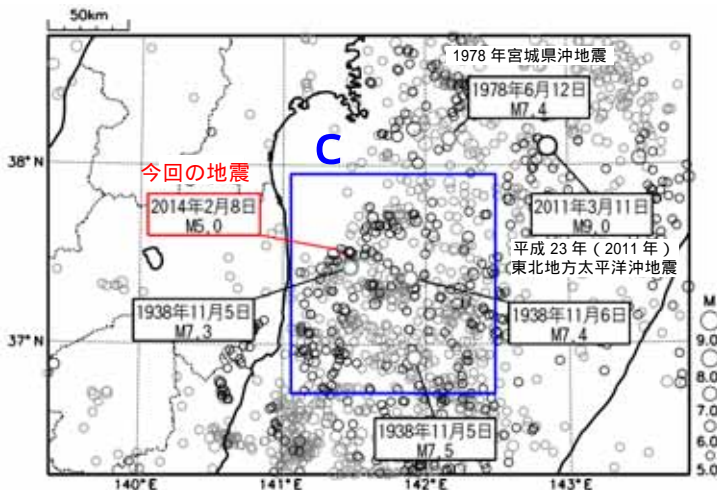 50km
1978 年宮城県沖地震
1978年6月12日
M7.4
C
38°N
今回の地震
2014年2月8日
M5.0
2011年3月11日
M9.0
平成 23 年（2011 年）
東北地方太平洋沖地震
1938年11月5日
M7.3
1938年11月6日
M7.4
37°N
M
9.0
8.0
7.0
6.0
5.0
1938年11月5日
M7.5
140°E
141°E
142°E
143°E